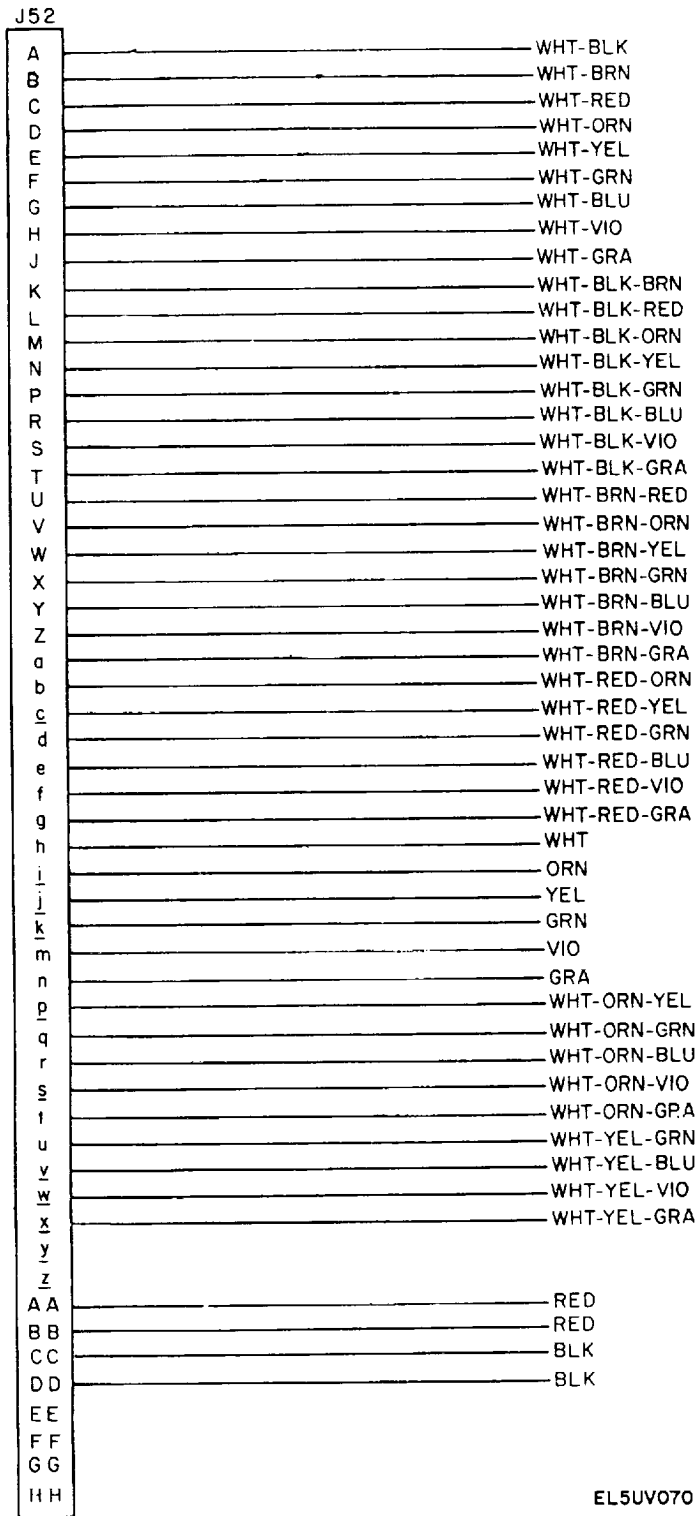 J52
A WHT-BLK
B WHT-BRN
C WHT-RED
D WHT-ORN
E WHT-YEL
F WHT-GRN
G WHT-BLU
H WHT-VIO
J WHT-GRA
K WHT-BLK-BRN
L WHT-BLK-RED
M WHT-BLK-ORN
N WHT-BLK-YEL
P WHT-BLK-GRN
R WHT-BLK-BLU
S WHT-BLK-VIO
T WHT-BLK-GRA
U WHT-BRN-RED
V WHT-BRN-ORN
W WHT-BRN-YEL
X WHT-BRN-GRN
Y WHT-BRN-BLU
Z WHT-BRN-VIO
a WHT-BRN-GRA
b WHT-RED-ORN
c WHT-RED-YEL
d WHT-RED-GRN
e WHT-RED-BLU
f WHT-RED-VIO
g WHT-RED-GRA
h WHT
i ORN
j YEL
k GRN
m VIO
n GRA
p WHT-ORN-YEL
q WHT-ORN-GRN
r WHT-ORN-BLU
s WHT-ORN-VIO
t WHT-ORN-GRA
u WHT-YEL-GRN
v WHT-YEL-BLU
w WHT-YEL-VIO
x WHT-YEL-GRA
y
z
AA RED
BB RED
CC BLK
DD BLK
EE
FF
GG
HH
EL5UV070